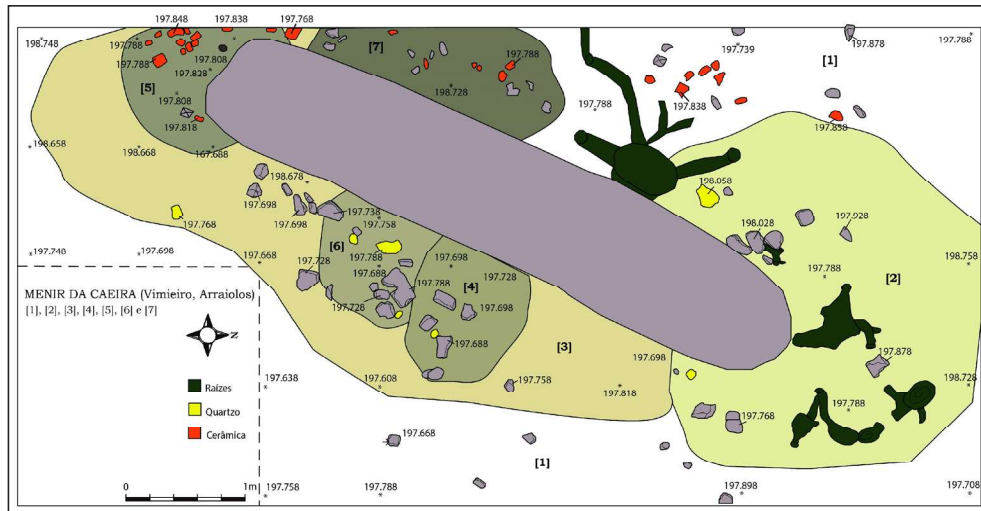 197.848 197.838 197.768
198.748 197.788 [7] 197.788 197.739 [1] 197.878 197.788
197.788 197.808
197.828
[5] 197.808 198.728 197.788 197.838
197.818 197.858
198.658 198.668 167.688
198.678 198.058
197.698 197.738
197.768 197.698 197.758 198.028 197.928
[6]
197.740 197.698 197.668 197.728 197.788 197.698 198.758
197.688 197.728 197.788 [2]
197.788 [4]
MENIR DA CAEIRA (Vimieiro, Arraiolos)
[1], [2], [3], [4], [5], [6] e [7]
197.728 197.698
N
197.688 [3] 197.698 197.878
Raízes 197.638 197.608 197.758 197.818 198.728
Quartzo 197.788
197.768
Cerâmica 197.668
[1]
0 1m 197.758 197.788 197.898 197.708